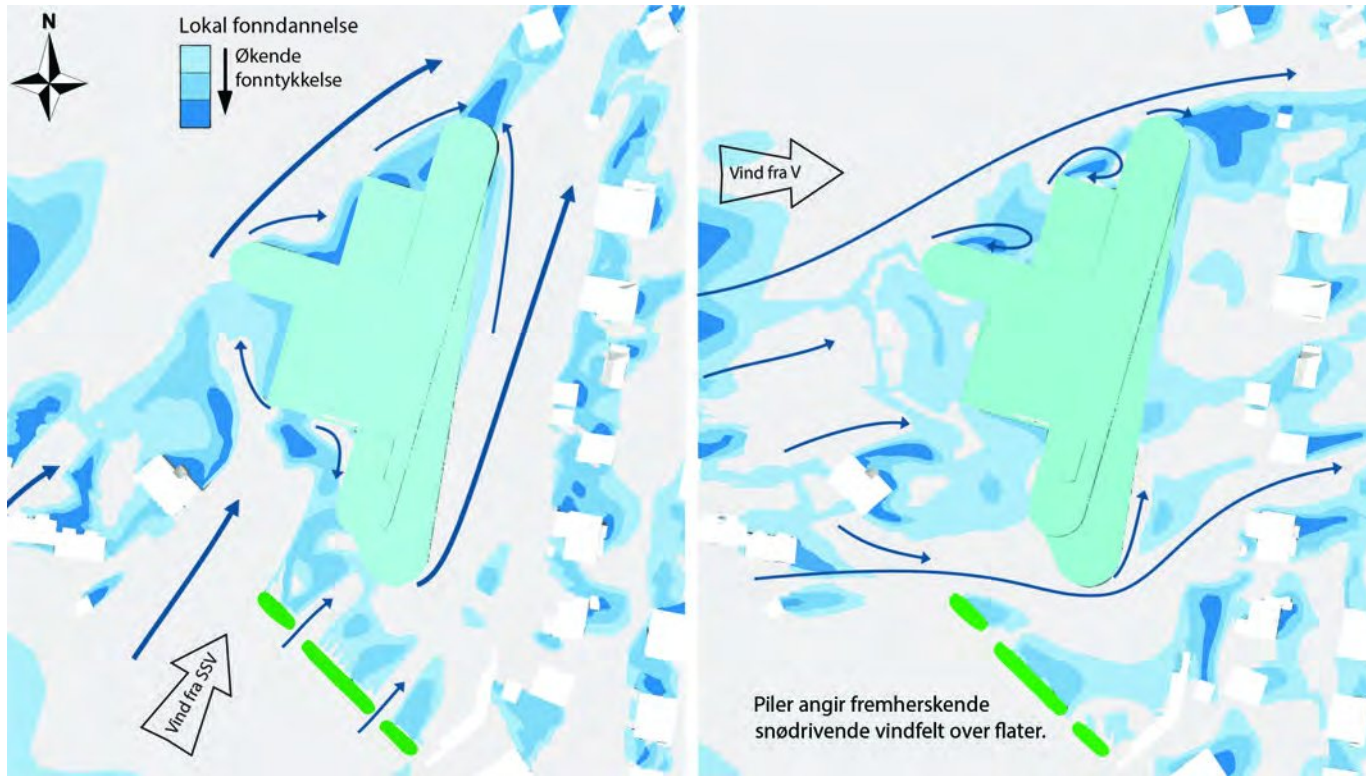 N
Lokal fonndannelse
Økende
fonntykkelse
Vind fra SSV
Vind fra V
Piler angir fremherskende
snødrivende vindfelt over flater.